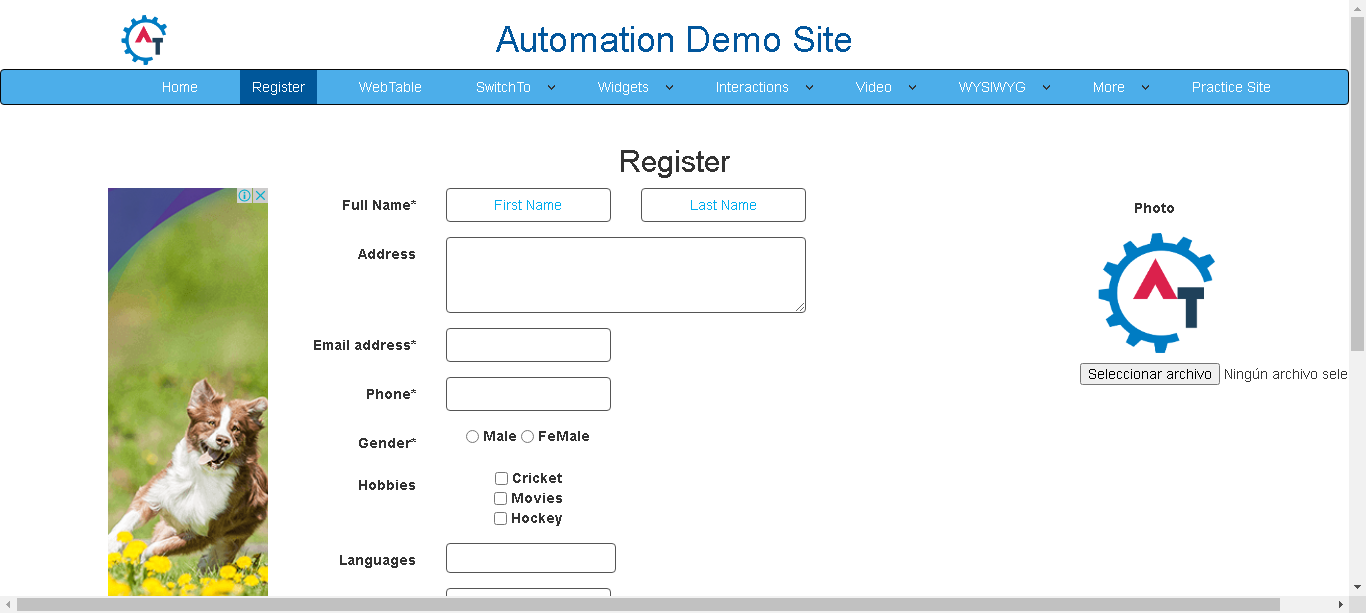 Automation Demo Site
Home Register WebTable SwitchTo Widgets Interactions Video WYSIWYG More Practice Site
Register
Full Name* First Name Last Name
Photo
Address
Email address*
Seleccionar archivo Ningún archivo sele
Phone*
Gender* Male FeMale
Hobbies
Cricket
Movies
Hockey
Languages